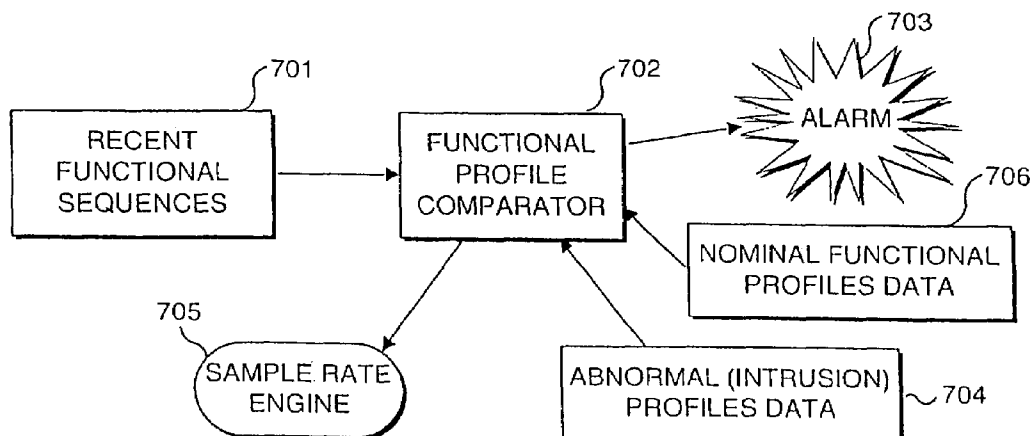 701
RECENT
FUNCTIONAL
SEQUENCES
702
FUNCTIONAL
PROFILE
COMPARATOR
703
ALARM
706
NOMINAL FUNCTIONAL
PROFILES DATA
705
SAMPLE RATE
ENGINE
ABNORMAL (INTRUSION)
PROFILES DATA
704